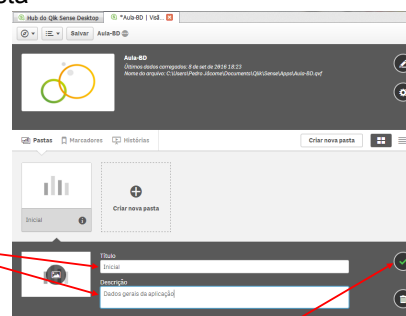 Hub do Qlik Sense Desktop
*Aula-BD | Visã...
Salvar Aula-BD
Aula-BD
Últimos dados carregados: 8 de set de 2016 18:23
Nome do arquivo: C:\Users\Pedro Jácome\Documents\Qlik\Sense\Apps\Aula-BD.qvf
Pastas Marcadores Histórias Criar nova pasta
Inicial
Criar nova pasta
Título
Inicial
Descrição
Dados gerais da aplicação